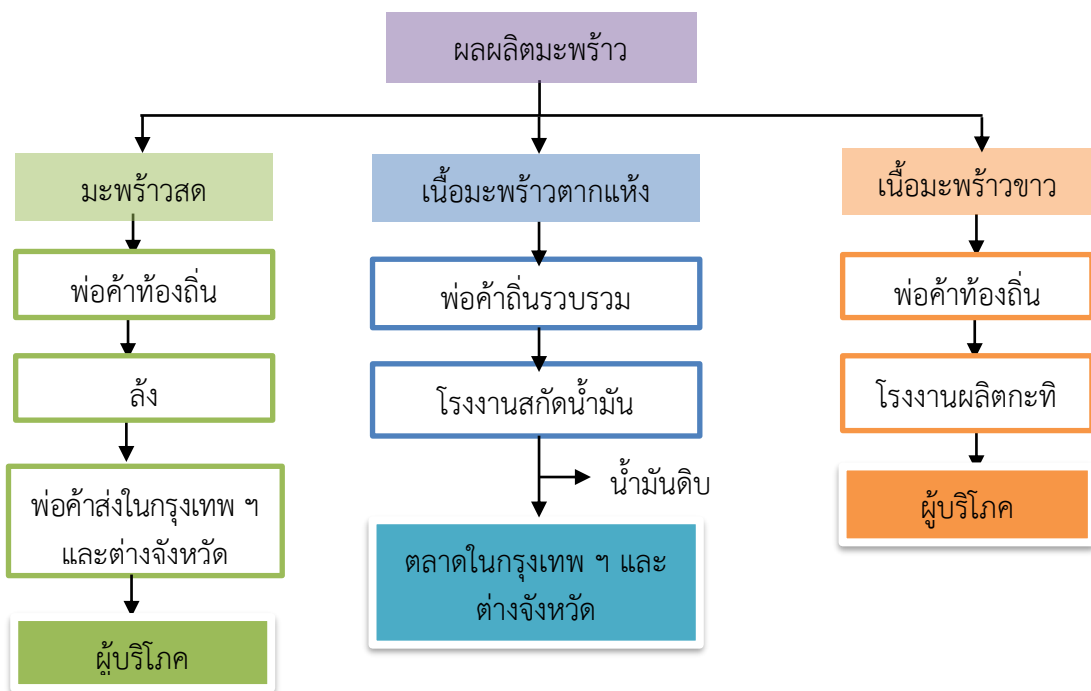 ผลผลิตมะพร้าว
มะพร้าวสด
เนื้อมะพร้าวตากแห้ง
เนื้อมะพร้าวขาว
พ่อค้าท้องถิ่น
พ่อค้าถิ่นรวบรวม
พ่อค้าท้องถิ่น
ล้ง
โรงงานสกัดน้ำมัน
โรงงานผลิตกะทิ
น้ำมันดิบ
พ่อค้าส่งในกรุงเทพ ฯ
และต่างจังหวัด
ตลาดในกรุงเทพ ฯ และ
ต่างจังหวัด
ผู้บริโภค
ผู้บริโภค